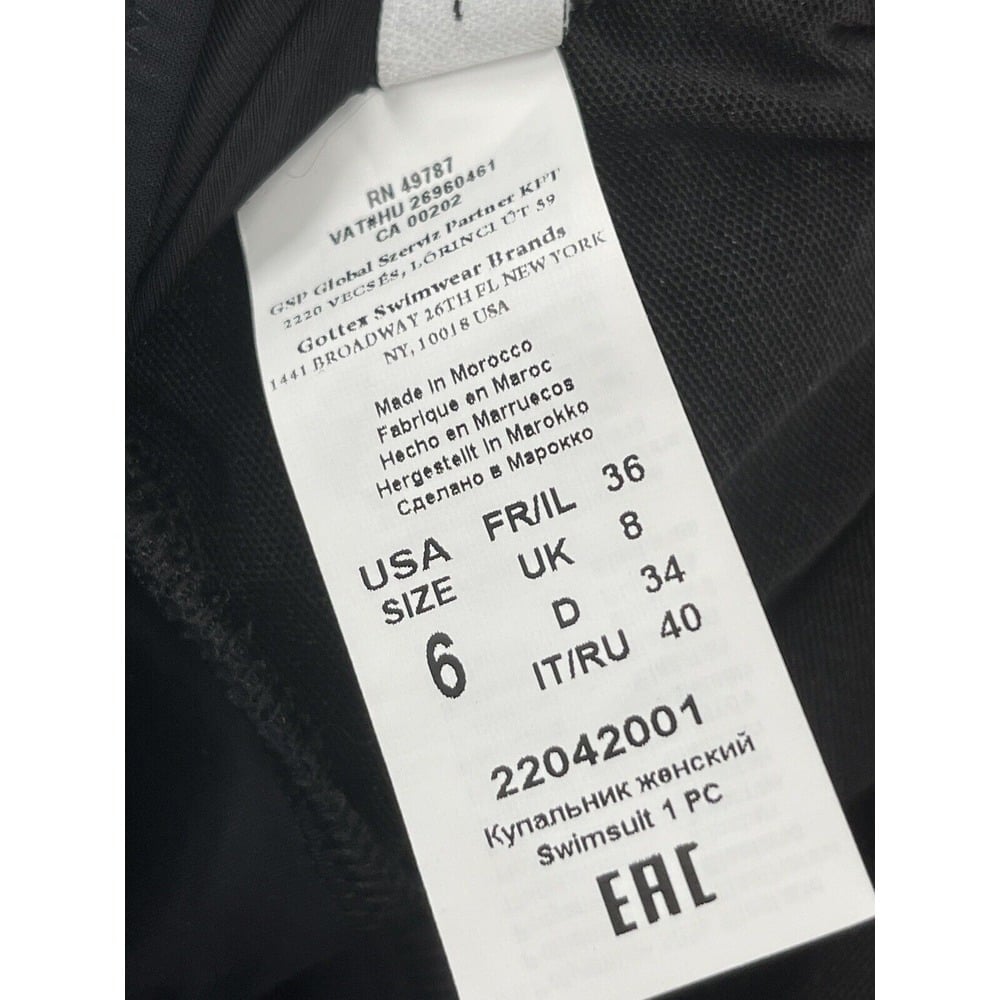 RN 49787
VAT#HU 26960461
CA 00202
GSP Global Szerviz Partner KFT
2220 VECSÉS, LŐRINCI ÚT 59
Gottex Swimwear Brands
1441 BROADWAY 26TH FL NEW YORK
NY, 10018 USA
Made in Morocco
Fabrique en Maroc
Hecho en Marruecos
Hergestellt in Marokko
Сделано в Марокко
USA SIZE 6
FR/IL 36
UK 8
D 34
IT/RU 40
22042001
Купальник женский
Swimsuit 1 PC
EAC